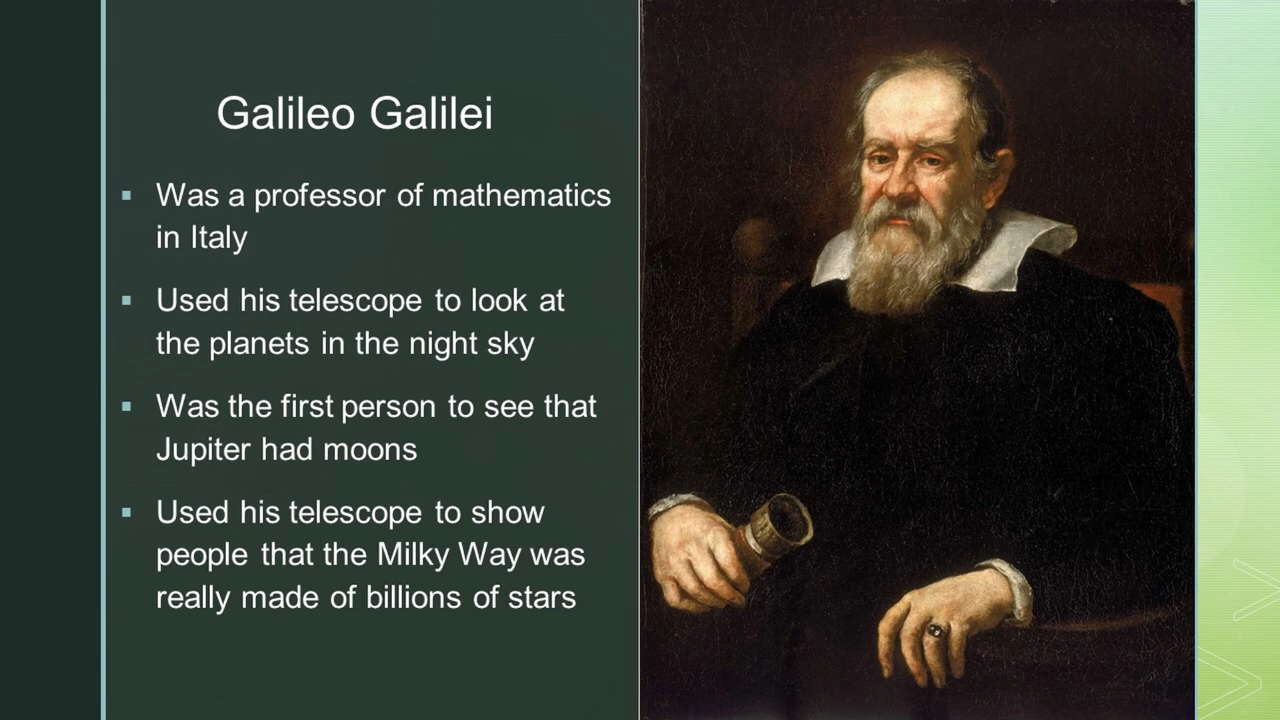 Galileo Galilei
Was a professor of mathematics
in Italy
Used his telescope to look at
the planets in the night sky
Was the first person to see that
Jupiter had moons
Used his telescope to show
people that the Milky Way was
really made of billions of stars